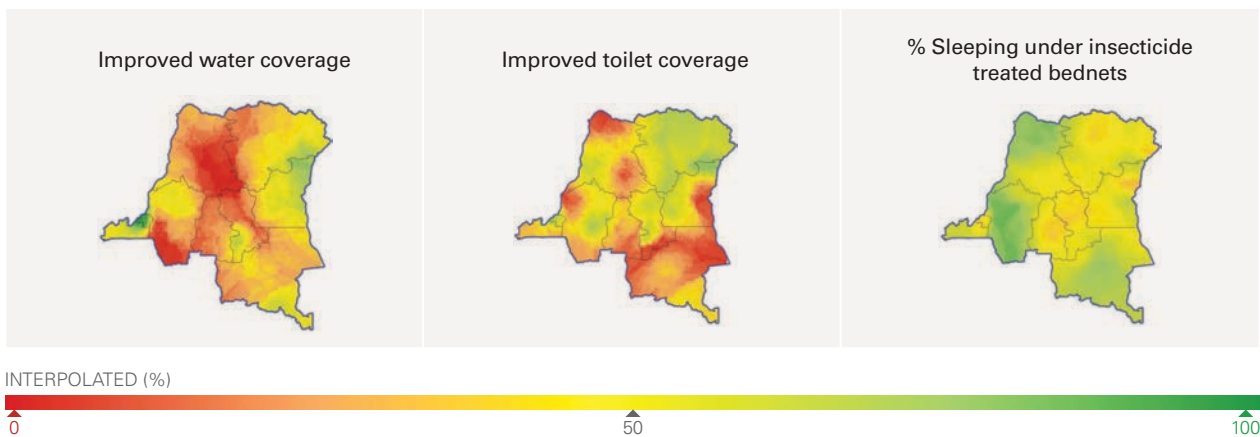 Improved water coverage
Improved toilet coverage
% Sleeping under insecticide
treated bednets
INTERPOLATED (%)
0
50
100